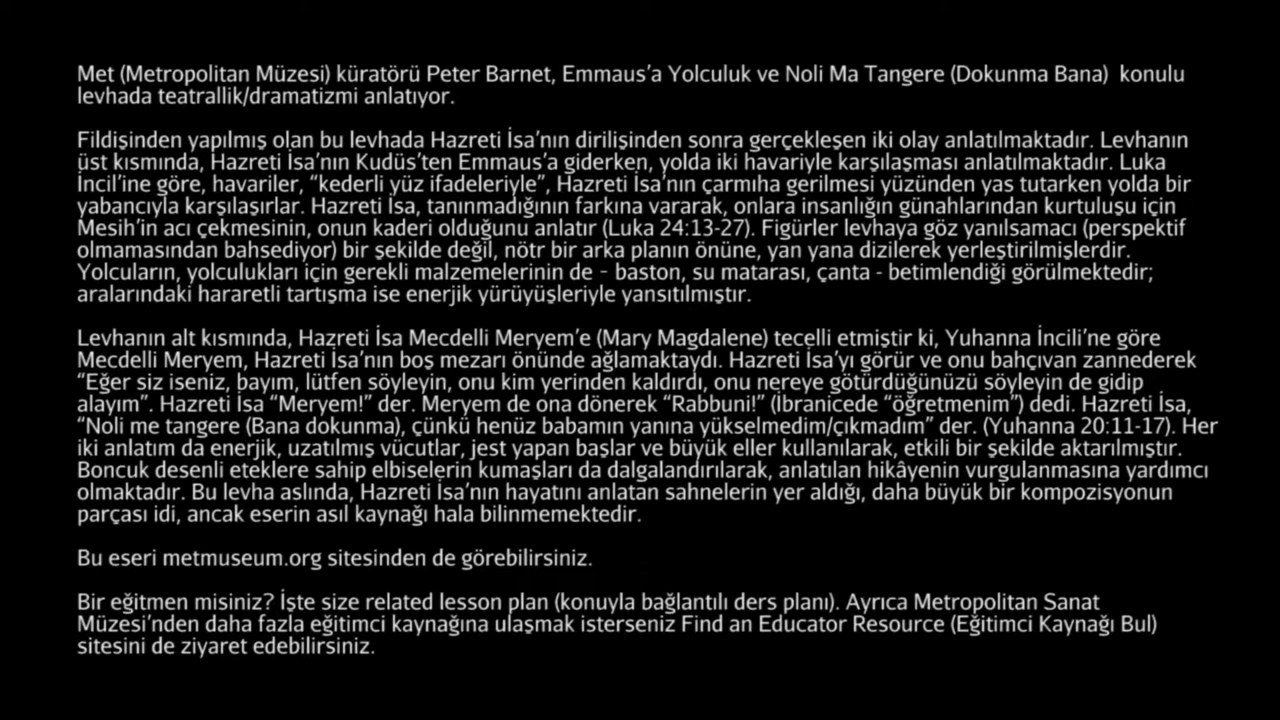 Met (Metropolitan Müzesi) küratörü Peter Barnet, Emmaus’a Yolculuk ve Noli Ma Tangere (Dokunma Bana) konulu
levhada teatrallik/dramatizmi anlatıyor.
Fildişinden yapılmış olan bu levhada Hazreti İsa’nın dirilişinden sonra gerçekleşen iki olay anlatılmaktadır. Levhanın
üst kısmında, Hazreti İsa’nın Kudüs’ten Emmaus’a giderken, yolda iki havariyle karşılaşması anlatılmaktadır. Luka
İncil’ine göre, havariler, “kederli yüz ifadeleriyle”, Hazreti İsa’nın çarmıha gerilmesi yüzünden yas tutarken yolda bir
yabancıyla karşılaşırlar. Hazreti İsa, tanınmadığının farkına vararak, onlara insanlığın günahlarından kurtuluşu için
Mesih’in acı çekmesinin, onun kaderi olduğunu anlatır (Luka 24:13-27). Figürler levhaya göz yanılsamacı (perspektif
olmamasından bahsediyor) bir şekilde değil, nötr bir arka planın önüne, yan yana dizilerek yerleştirilmişlerdir.
Yolcuların, yolculukları için gerekli malzemelerinin de - baston, su matarası, çanta - betimlendiği görülmektedir;
aralarındaki hararetli tartışma ise enerjik yürüyüşleriyle yansıtılmıştır.
Levhanın alt kısmında, Hazreti İsa Mecdelli Meryem’e (Mary Magdalene) tecelli etmiştir ki, Yuhanna İncili’ne göre
Mecdelli Meryem, Hazreti İsa’nın boş mezarı önünde ağlamaktaydı. Hazreti İsa’yı görür ve onu bahçıvan zannederek
“Eğer siz iseniz, bayım, lütfen söyleyin, onu kim yerinden kaldırdı, onu nereye götürdüğünüzü söyleyin de gidip
alayım”. Hazreti İsa “Meryem!” der. Meryem de ona dönerek “Rabbuni!” (İbranicede “öğretmenim”) dedi. Hazreti İsa,
“Noli me tangere (Bana dokunma), çünkü henüz babamın yanına yükselmedim/çıkmadım” der. (Yuhanna 20:11-17). Her
iki anlatım da enerjik, uzatılmış vücutlar, jest yapan başlar ve büyük eller kullanılarak, etkili bir şekilde aktarılmıştır.
Boncuk desenli eteklere sahip elbiselerin kumaşları da dalgalandırılarak, anlatılan hikâyenin vurgulanmasına yardımcı
olmaktadır. Bu levha aslında, Hazreti İsa’nın hayatını anlatan sahnelerin yer aldığı, daha büyük bir kompozisyonun
parçası idi, ancak eserin asıl kaynağı hala bilinmemektedir.
Bu eseri metmuseum.org sitesinden de görebilirsiniz.
Bir eğitmen misiniz? İşte size related lesson plan (konuyla bağlantılı ders planı). Ayrıca Metropolitan Sanat
Müzesi’nden daha fazla eğitimci kaynağına ulaşmak isterseniz Find an Educator Resource (Eğitimci Kaynağı Bul)
sitesini de ziyaret edebilirsiniz.